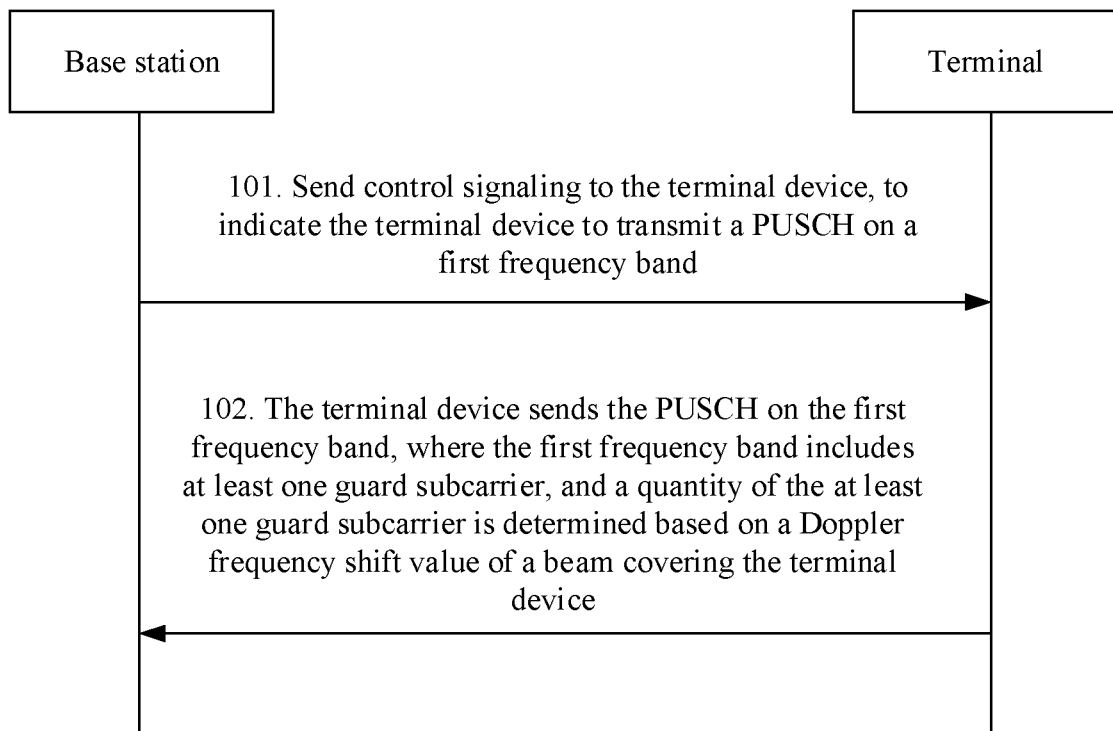 Base station
Terminal
101. Send control signaling to the terminal device, to
indicate the terminal device to transmit a PUSCH on a
first frequency band
102. The terminal device sends the PUSCH on the first
frequency band, where the first frequency band includes
at least one guard subcarrier, and a quantity of the at least
one guard subcarrier is determined based on a Doppler
frequency shift value of a beam covering the terminal
device